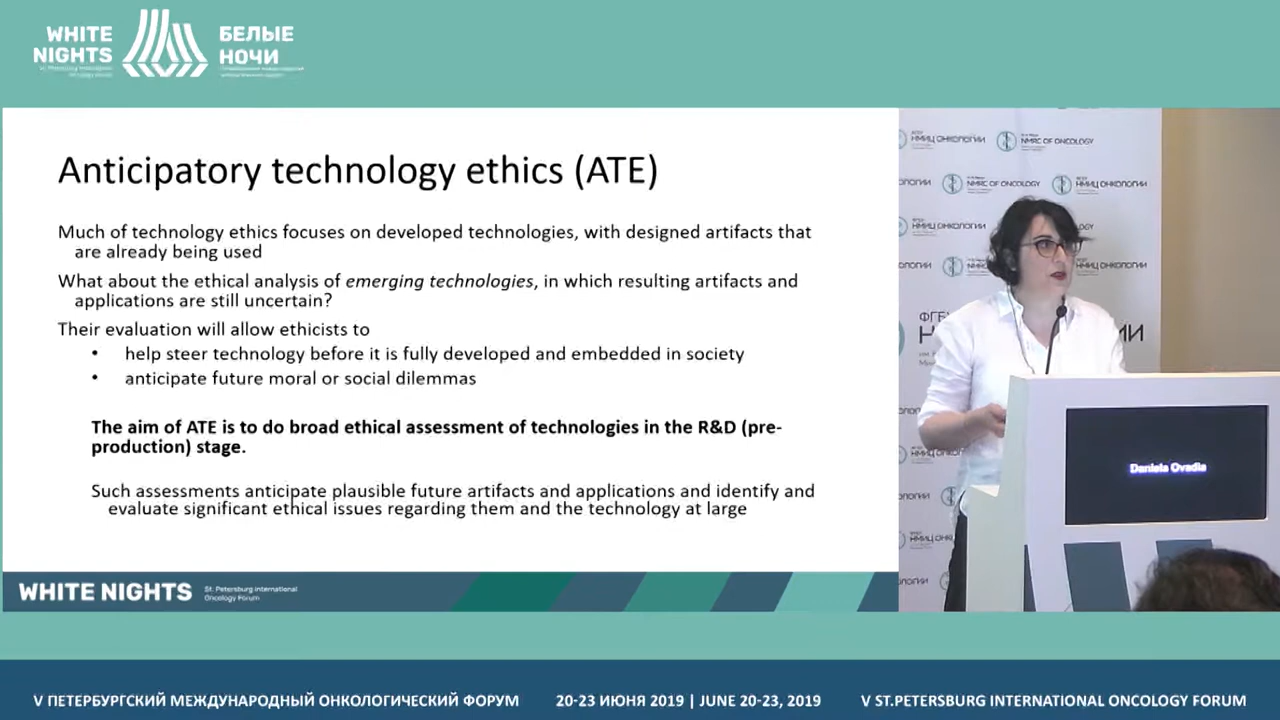 WHITE
NIGHTS
БЕЛЫЕ
НОЧИ
Anticipatory technology ethics (ATE)
Much of technology ethics focuses on developed technologies, with designed artifacts that
are already being used
What about the ethical analysis of emerging technologies, in which resulting artifacts and
applications are still uncertain?
Their evaluation will allow ethicists to
• help steer technology before it is fully developed and embedded in society
• anticipate future moral or social dilemmas
The aim of ATE is to do broad ethical assessment of technologies in the R&D (pre-
production) stage.
Such assessments anticipate plausible future artifacts and applications and identify and
evaluate significant ethical issues regarding them and the technology at large
WHITE NIGHTS
St. Petersburg International
Oncology Forum
НМИЦ ОНКОЛОГИИ
NMRC OF ONCOLOGY
NMRC OF ONCOLOGY
НМИЦ ОНКОЛОГИИ
Daniela Ovadia
V ПЕТЕРБУРГСКИЙ МЕЖДУНАРОДНЫЙ ОНКОЛОГИЧЕСКИЙ ФОРУМ
20-23 ИЮНЯ 2019 | JUNE 20-23, 2019
V ST.PETERSBURG INTERNATIONAL ONCOLOGY FORUM